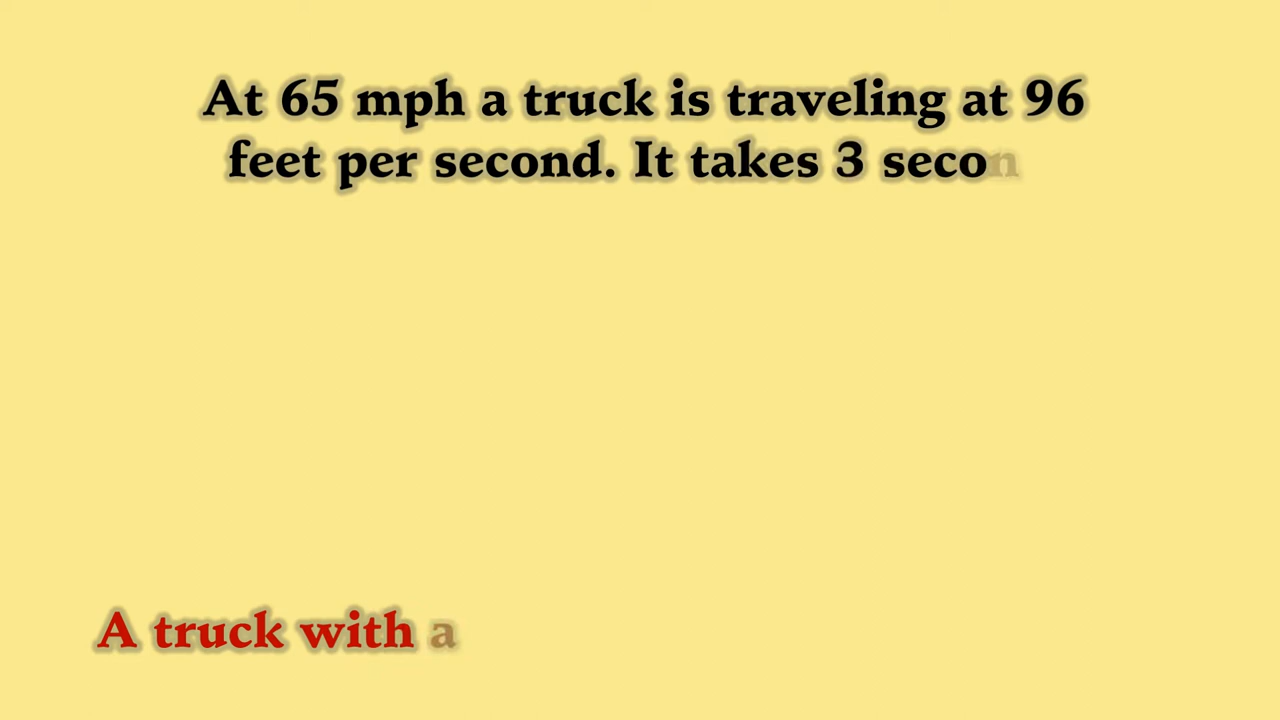 At 65 mph a truck is traveling at 96
feet per second. It takes 3 secon
A truck with a